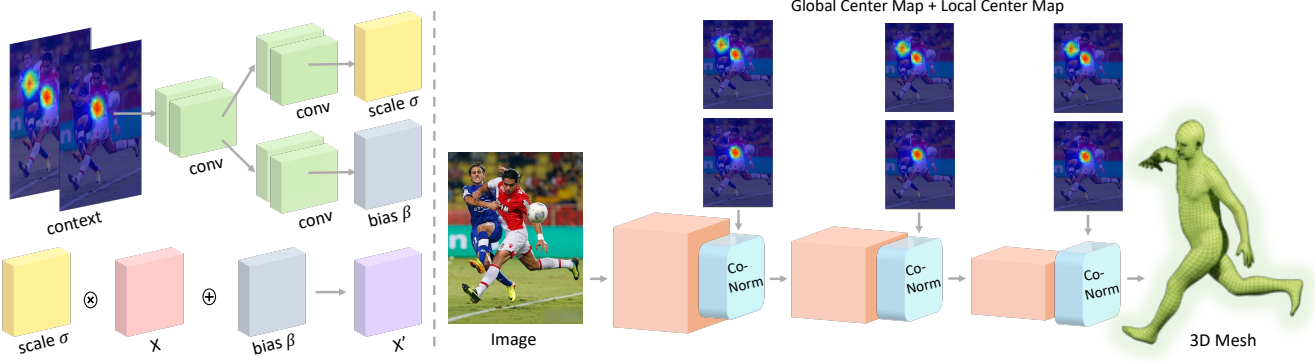 Global Center Map + Local Center Map
conv
scale σ
conv
context
conv
bias β
scale σ
X
bias β
X'
Image
Co-
Norm
Co-
Norm
Co-
Norm
3D Mesh